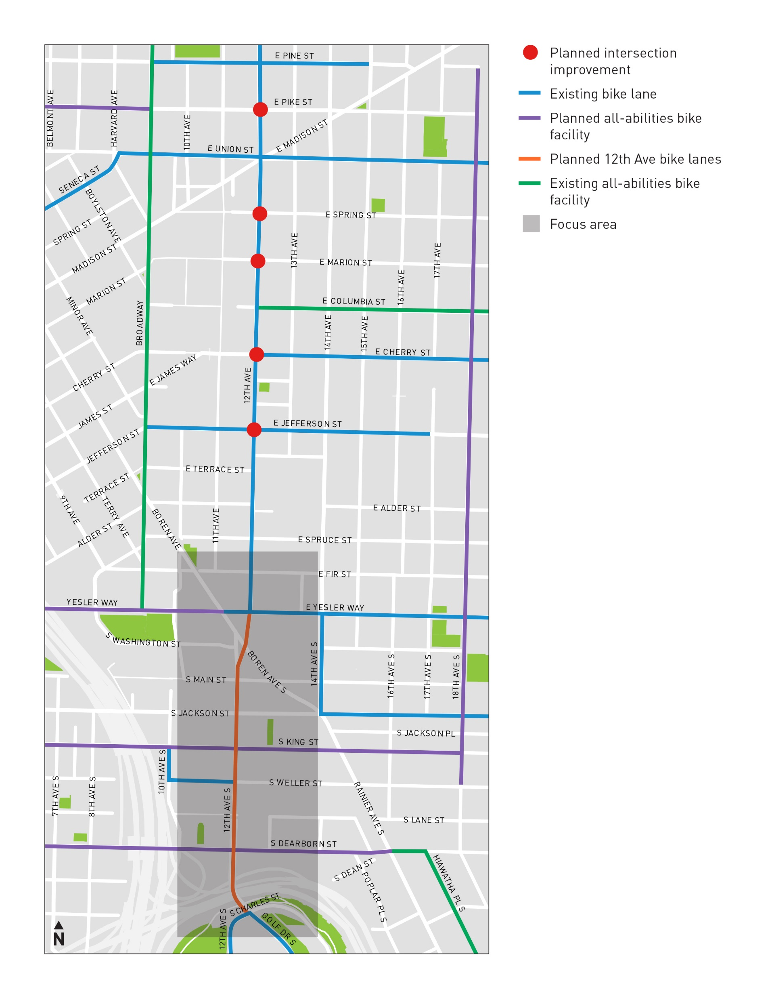 Planned intersection
improvement
Existing bike lane
Planned all-abilities bike
facility
Planned 12th Ave bike lanes
Existing all-abilities bike
facility
Focus area
E PINE ST
E PIKE ST
BELMONT AVE
HARVARD AVE
10TH AVE
E MADISON ST
E UNION ST
SENECA ST
BOYLSTON AVE
E SPRING ST
SPRING ST
13TH AVE
17TH AVE
MADISON ST
E MARION ST
16TH AVE
MARION ST
MINOR AVE
BROADWAY
E COLUMBIA ST
14TH AVE
15TH AVE
E CHERRY ST
E JAMES WAY
CHERRY ST
12TH AVE
JAMES ST
E JEFFERSON ST
JEFFERSON ST
E TERRACE ST
TERRACE ST
9TH AVE
TERRY AVE
BOREN AVE
11TH AVE
E ALDER ST
ALDER ST
E SPRUCE ST
E FIR ST
YESLER WAY
E YESLER WAY
S WASHINGTON ST
BOREN AVE S
14TH AVE S
16TH AVE S
17TH AVE S
18TH AVE S
S MAIN ST
S JACKSON ST
S JACKSON PL
S KING ST
10TH AVE S
7TH AVE S
8TH AVE S
S WELLER ST
12TH AVE S
RAINIER AVE S
S LANE ST
S DEARBORN ST
S DEAN ST
POPLAR PL S
HIAWATHA PL S
S CHARLES ST
GOLF DR S
12TH AVE S
N